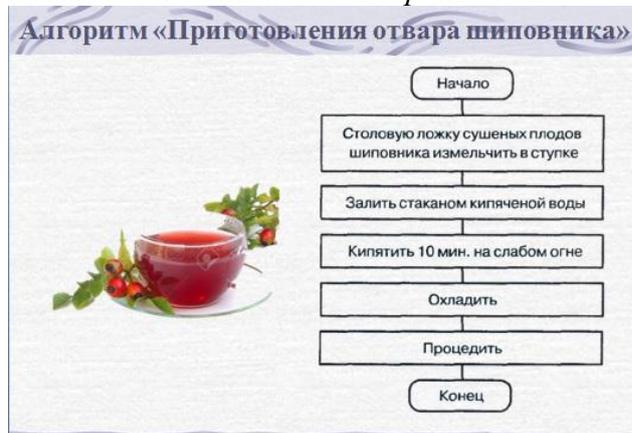 Алгоритм «Приготовления отвара шиповника»
Начало
Столовую ложку сушеных плодов
шиповника измельчить в ступке
Залить стаканом кипяченой воды
Кипятить 10 мин. на слабом огне
Охладить
Процедить
Конец